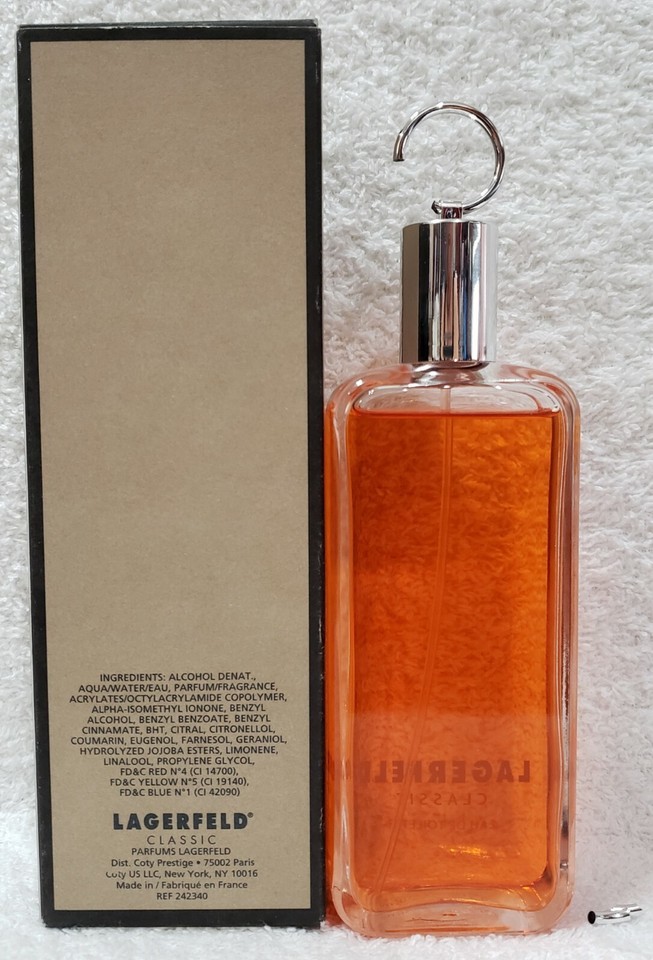 INGREDIENTS: ALCOHOL DENAT.,
AQUA/WATER/EAU, PARFUM/FRAGRANCE,
ACRYLATES/OCTYLACRYLAMIDE COPOLYMER,
ALPHA-ISOMETHYL IONONE, BENZYL
ALCOHOL, BENZYL BENZOATE, BENZYL
CINNAMATE, BHT, CITRAL, CITRONELLOL,
COUMARIN, EUGENOL, FARNESOL, GERANIOL,
HYDROLYZED JOJOBA ESTERS, LIMONENE,
LINALOOL, PROPYLENE GLYCOL,
FD&C RED N°4 (CI 14700),
FD&C YELLOW N°5 (CI 19140),
FD&C BLUE N°1 (CI 42090)
LAGERFELD®
CLASSIC
PARFUMS LAGERFELD
Dist. Coty Prestige • 75002 Paris
Coty US LLC, New York, NY 10016
Made in / Fabriqué en France
REF 242340
LAGERFELD
CLASSI